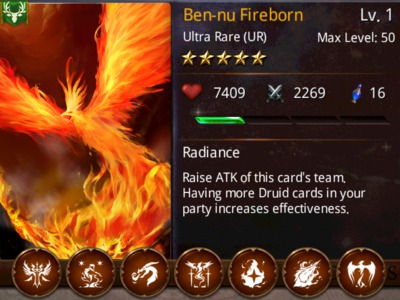 Ben-nu Fireborn Lv. 1
Ultra Rare (UR) Max Level: 50
7409 2269 16
Radiance
Raise ATK of this card's team.
Having more Druid cards in your
party increases effectiveness.